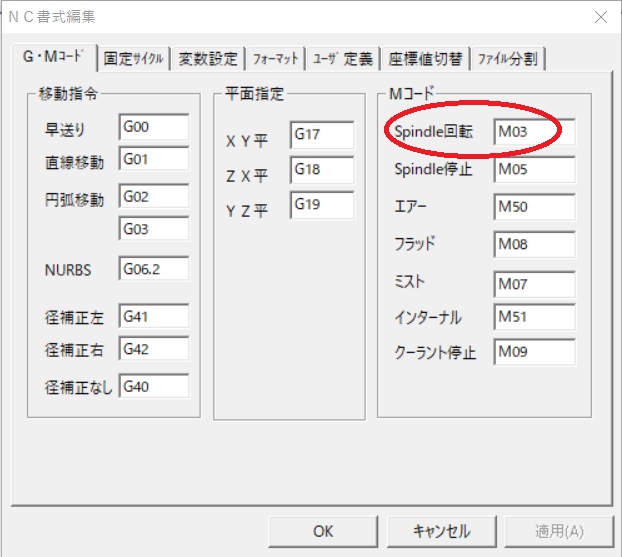 ＮＣ書式編集
G・Mｺｰﾄﾞ 固定ｻｲｸﾙ 変数設定 ﾌｫｰﾏｯﾄ ﾕｰｻﾞ定義 座標値切替 ﾌｧｲﾙ分割
移動指令
早送り G00
直線移動 G01
円弧移動 G02
G03
NURBS G06.2
径補正左 G41
径補正右 G42
径補正なし G40
平面指定
ＸＹ平 G17
ＺＸ平 G18
ＹＺ平 G19
Mコード
Spindle回転 M03
Spindle停止 M05
エアー M50
フラッド M08
ミスト M07
インターナル M51
クーラント停止 M09
OK キャンセル 適用(A)